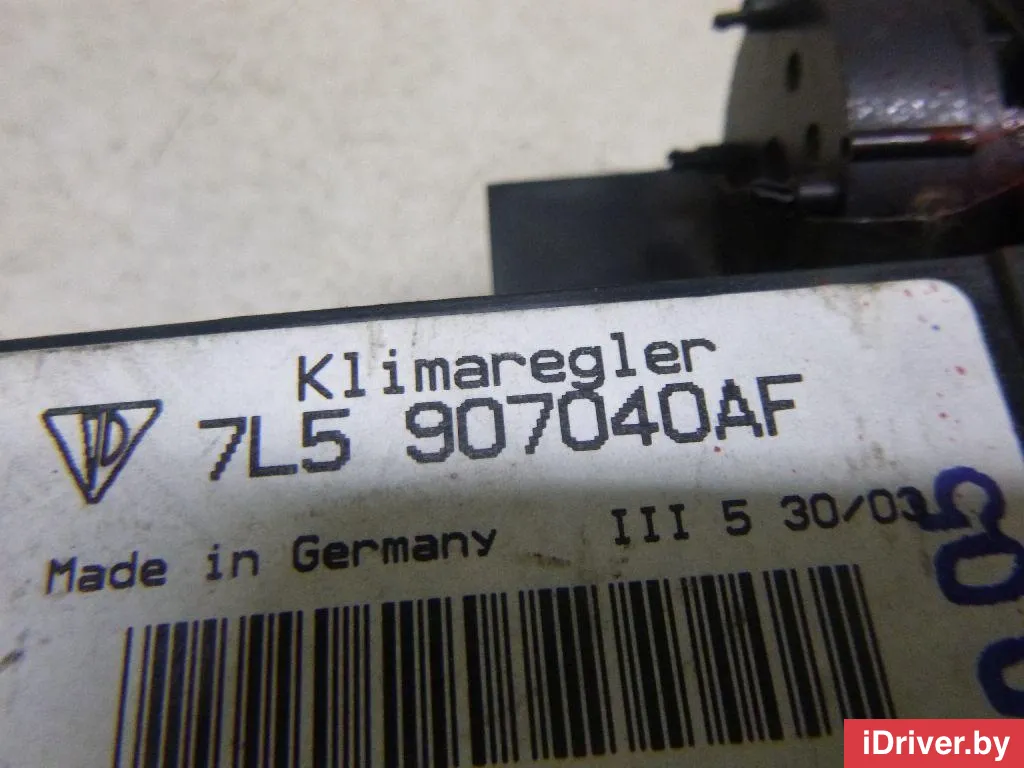 Klimaregler
7L5 907040AF
Made in Germany III 5 30/03
iDriver.by